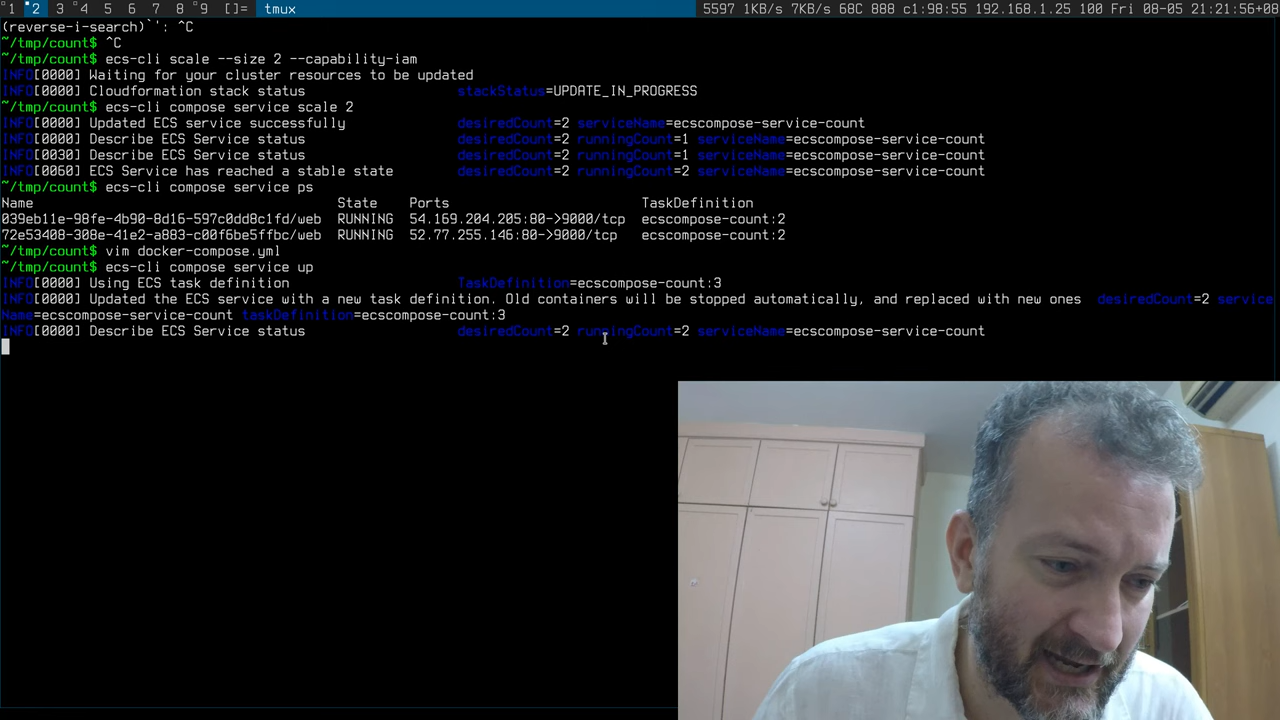 1 2 3 4 5 6 7 8 9 []= tmux 5597 1KB/s 7KB/s 68C 888 c1:98:55 192.168.1.25 100 Fri 08-05 21:21:56+08
(reverse-i-search)`': ^C
~/tmp/count$ ^C
~/tmp/count$ ecs-cli scale --size 2 --capability-iam
INFO[0000] Waiting for your cluster resources to be updated
INFO[0000] Cloudformation stack status stackStatus=UPDATE_IN_PROGRESS
~/tmp/count$ ecs-cli compose service scale 2
INFO[0000] Updated ECS service successfully desiredCount=2 serviceName=ecscompose-service-count
INFO[0000] Describe ECS Service status desiredCount=2 runningCount=1 serviceName=ecscompose-service-count
INFO[0030] Describe ECS Service status desiredCount=2 runningCount=1 serviceName=ecscompose-service-count
INFO[0060] ECS Service has reached a stable state desiredCount=2 runningCount=2 serviceName=ecscompose-service-count
~/tmp/count$ ecs-cli compose service ps
Name State Ports TaskDefinition
039eb11e-98fe-4b90-8d16-597c0dd8c1fd/web RUNNING 54.169.204.205:80->9000/tcp ecscompose-count:2
72e53408-308e-41e2-a883-c00f6be5ffbc/web RUNNING 52.77.255.146:80->9000/tcp ecscompose-count:2
~/tmp/count$ vim docker-compose.yml
~/tmp/count$ ecs-cli compose service up
INFO[0000] Using ECS task definition TaskDefinition=ecscompose-count:3
INFO[0000] Updated the ECS service with a new task definition. Old containers will be stopped automatically, and replaced with new ones desiredCount=2 service
Name=ecscompose-service-count taskDefinition=ecscompose-count:3
INFO[0000] Describe ECS Service status desiredCount=2 runningCount=2 serviceName=ecscompose-service-count